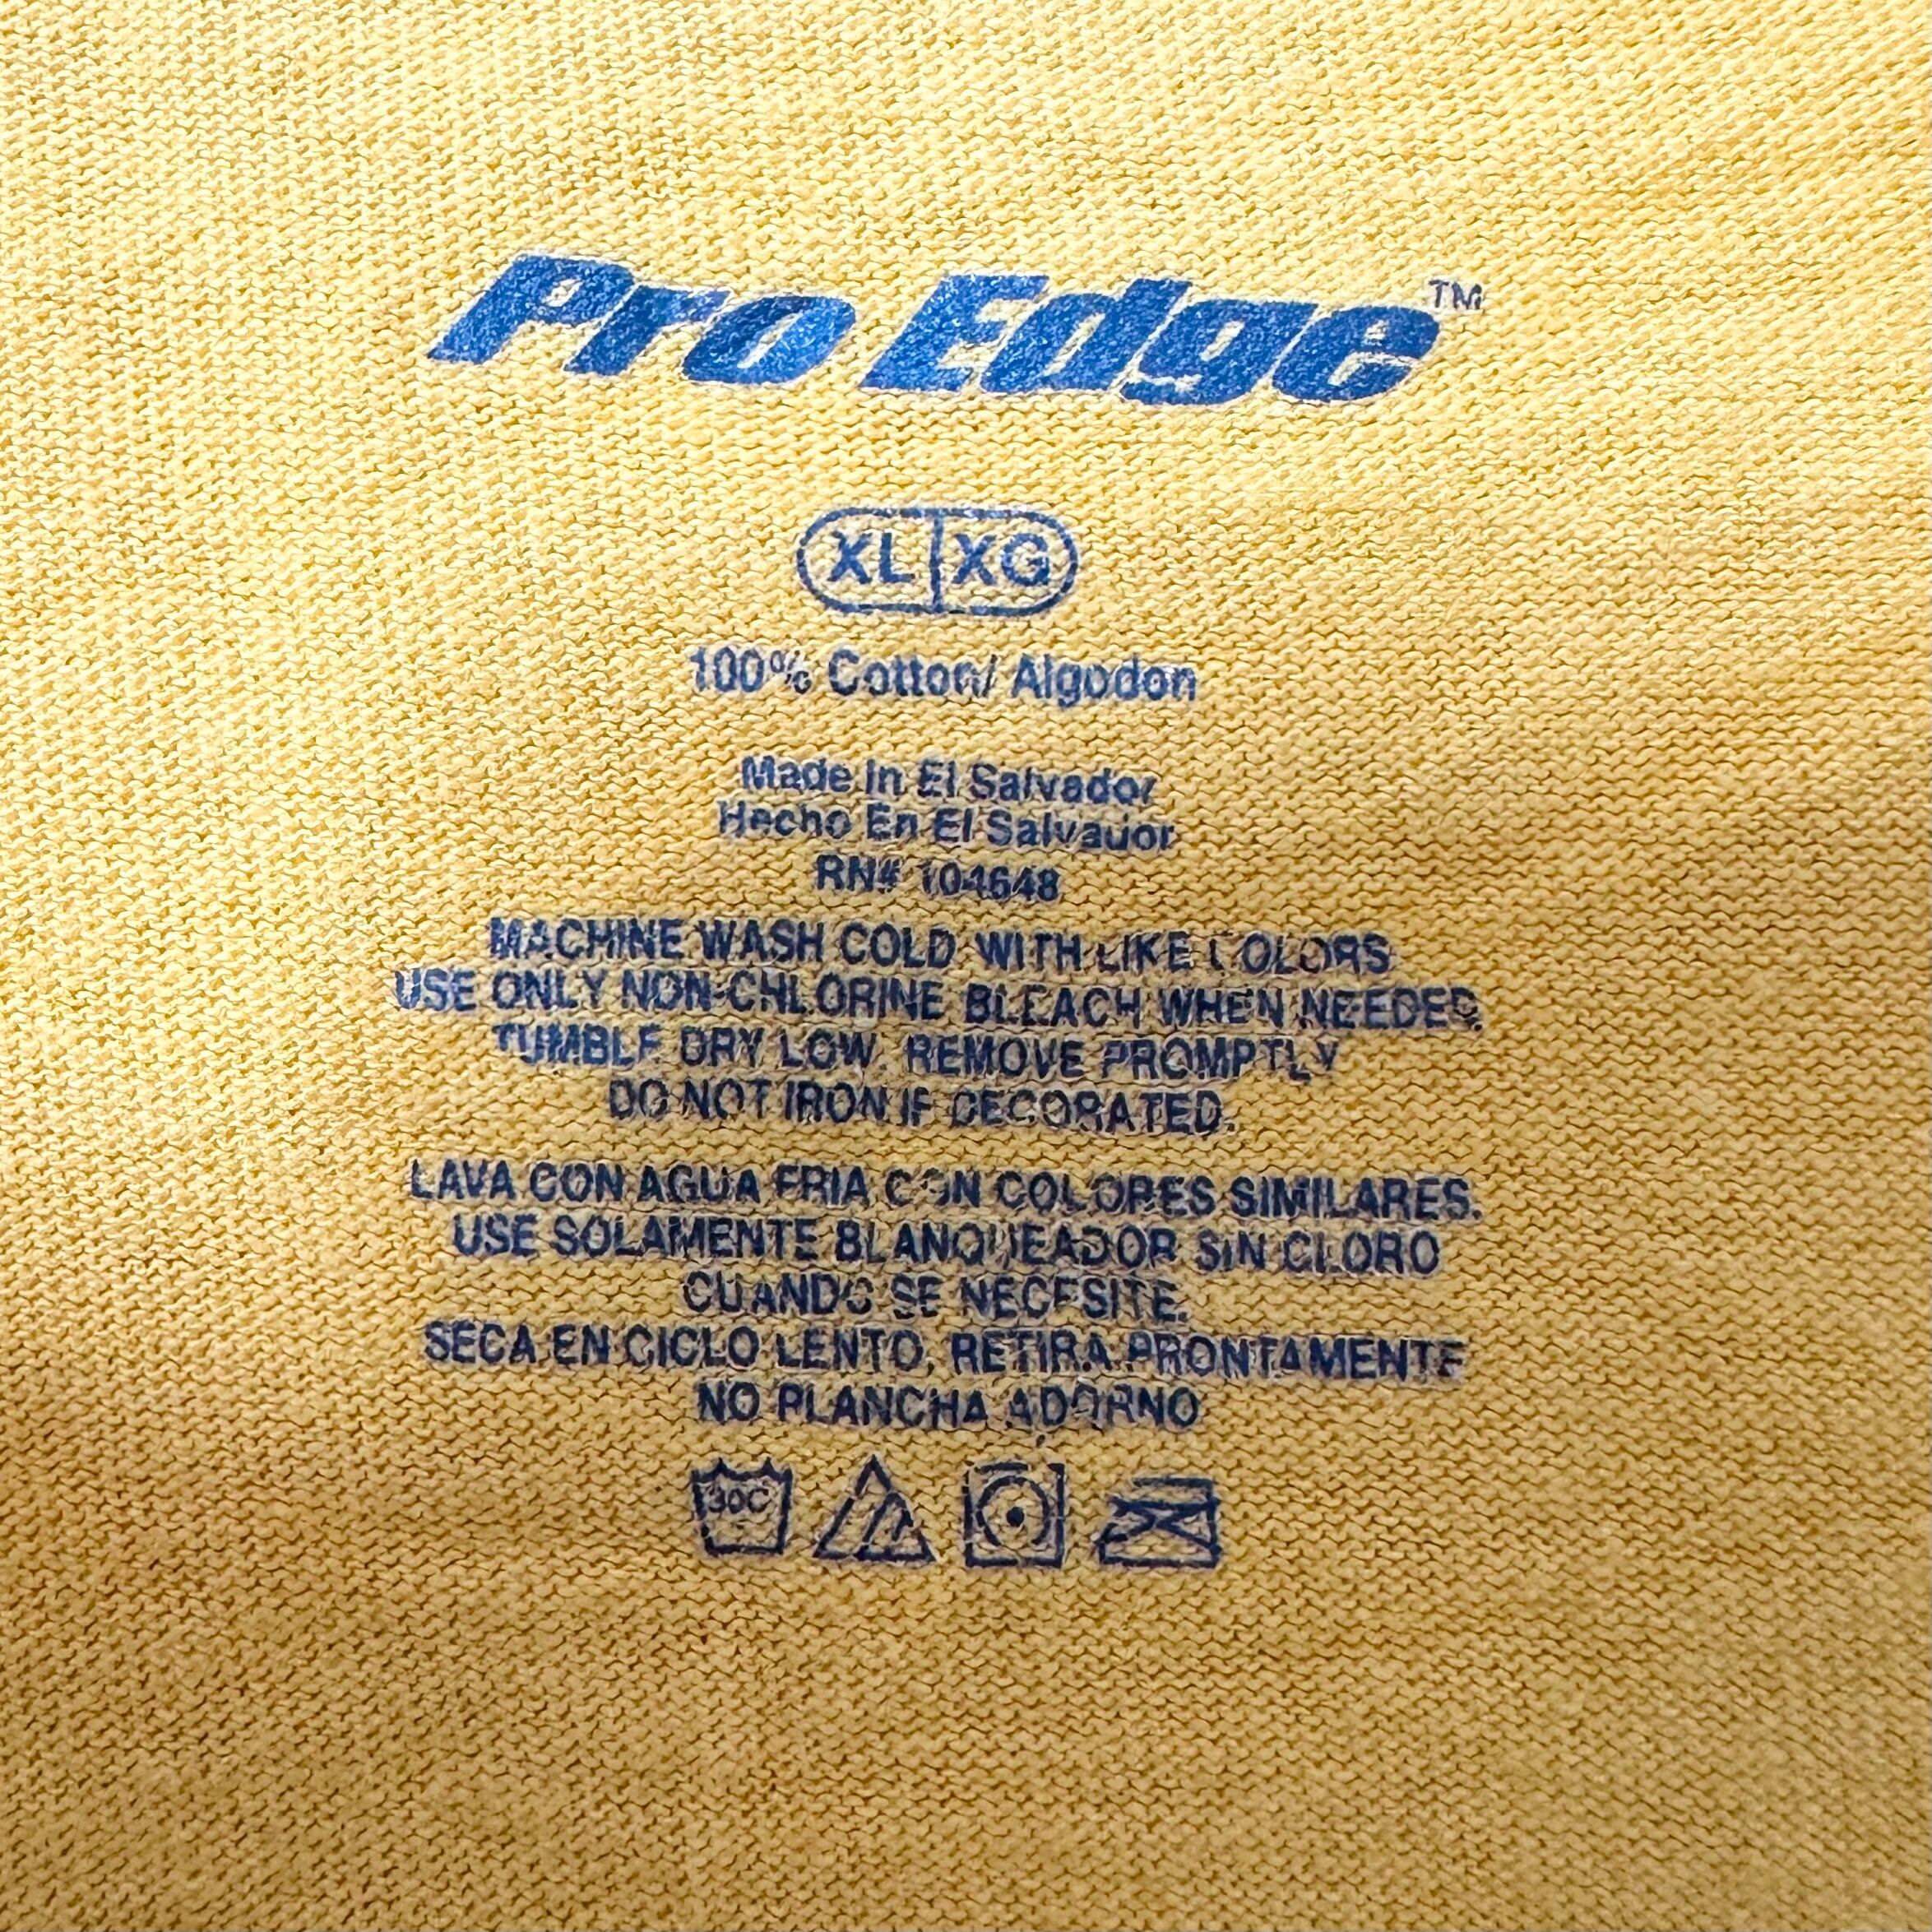 Pro Edge™
XL XG
100% Cotton/ Algodon
Made In El Salvador
Hecho En El Salvador
RN# 104648
MACHINE WASH COLD WITH LIKE COLORS
USE ONLY NON-CHLORINE BLEACH WHEN NEEDED.
TUMBLE DRY LOW. REMOVE PROMPTLY
DO NOT IRON IF DECORATED.
LAVA CON AGUA FRIA CON COLORES SIMILARES.
USE SOLAMENTE BLANQUEADOR SIN CLORO
CUANDO SE NECESITE.
SECA EN CICLO LENTO. RETIRA PRONTAMENTE
NO PLANCHA ADORNO
30C